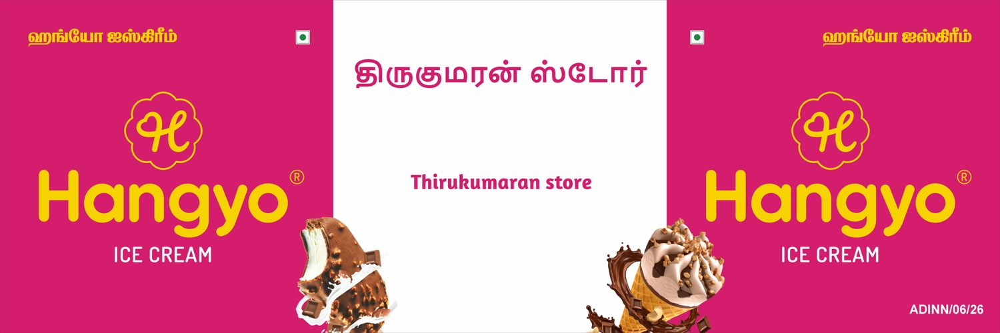 ஹங்யோ ஐஸ்கிரீம்
H
Hangyo®
ICE CREAM
திருகுமரன் ஸ்டோர்
Thirukumaran store
ஹங்யோ ஐஸ்கிரீம்
H
Hangyo®
ICE CREAM
ADINN/06/26